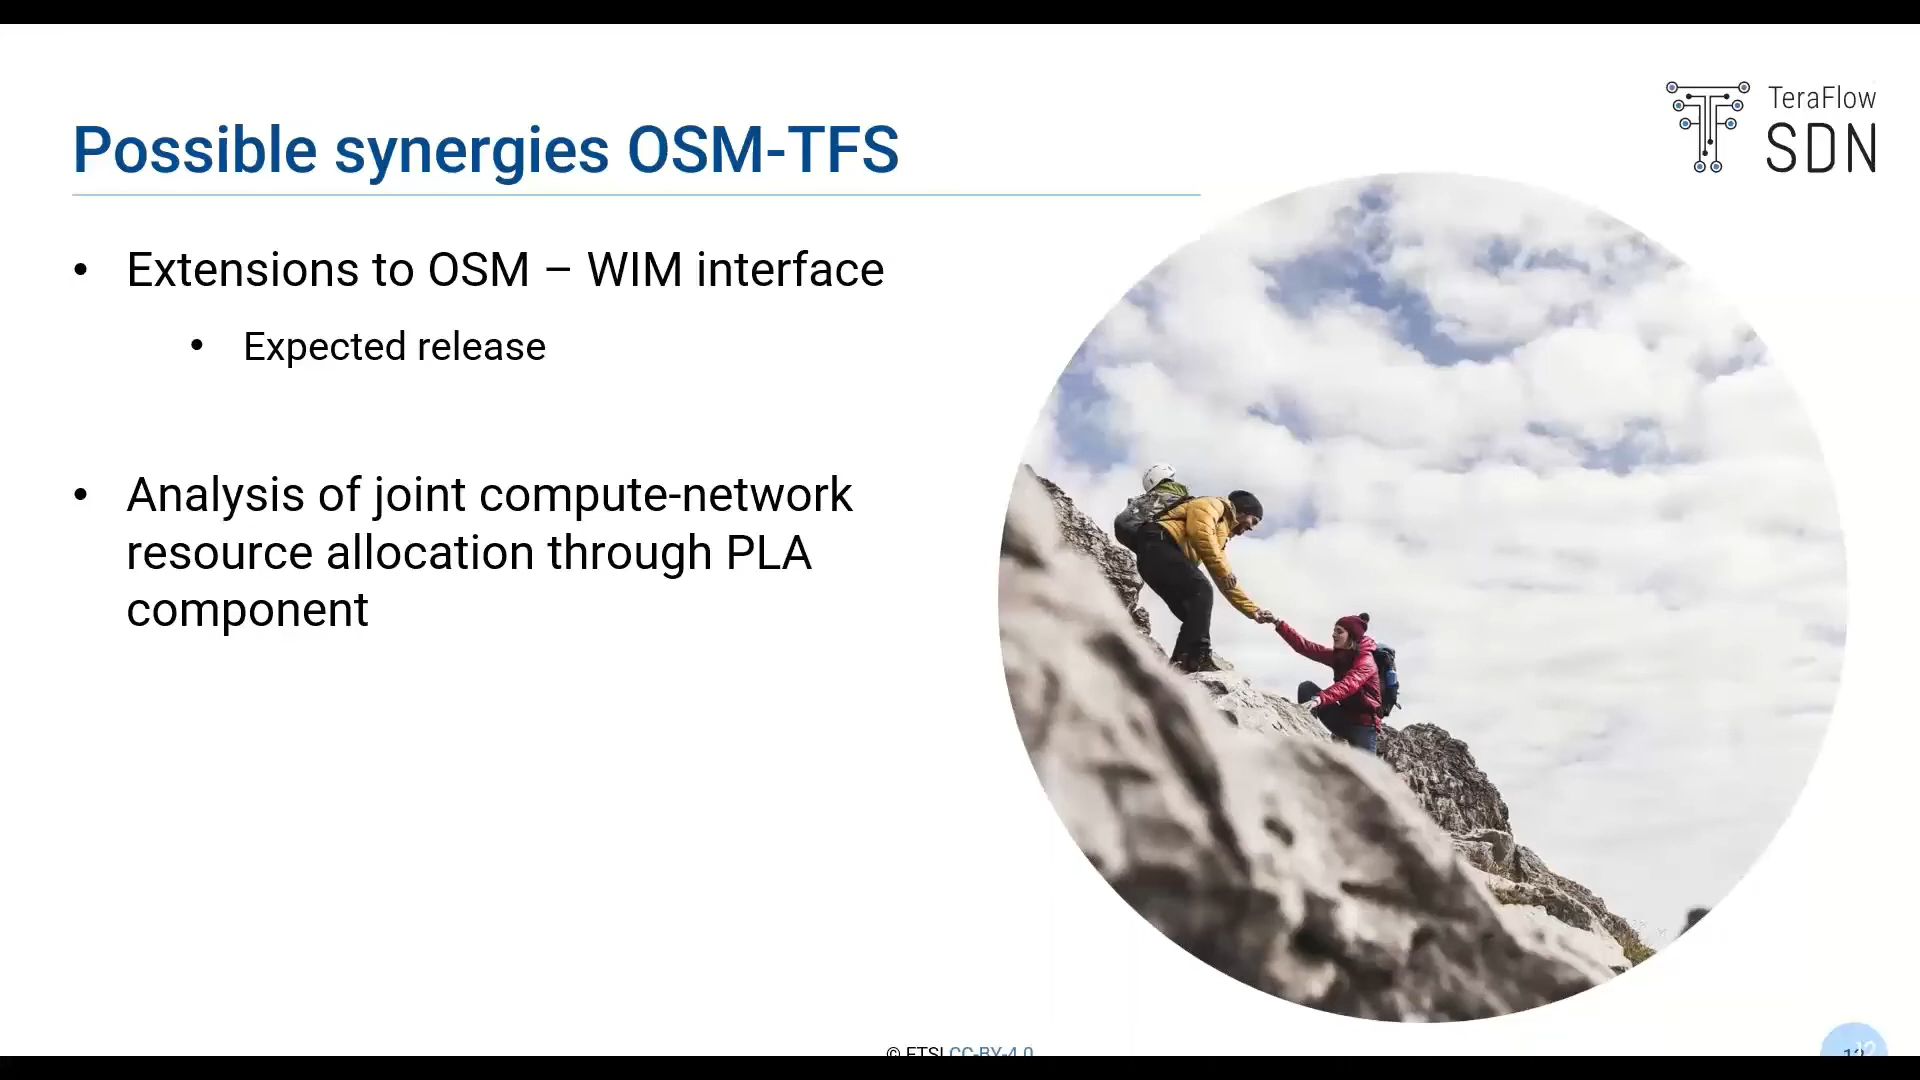 TeraFlow
SDN
Possible synergies OSM-TFS
• Extensions to OSM – WIM interface
• Expected release
• Analysis of joint compute-network
resource allocation through PLA
component
© ETSI CC-BY-4.0
12